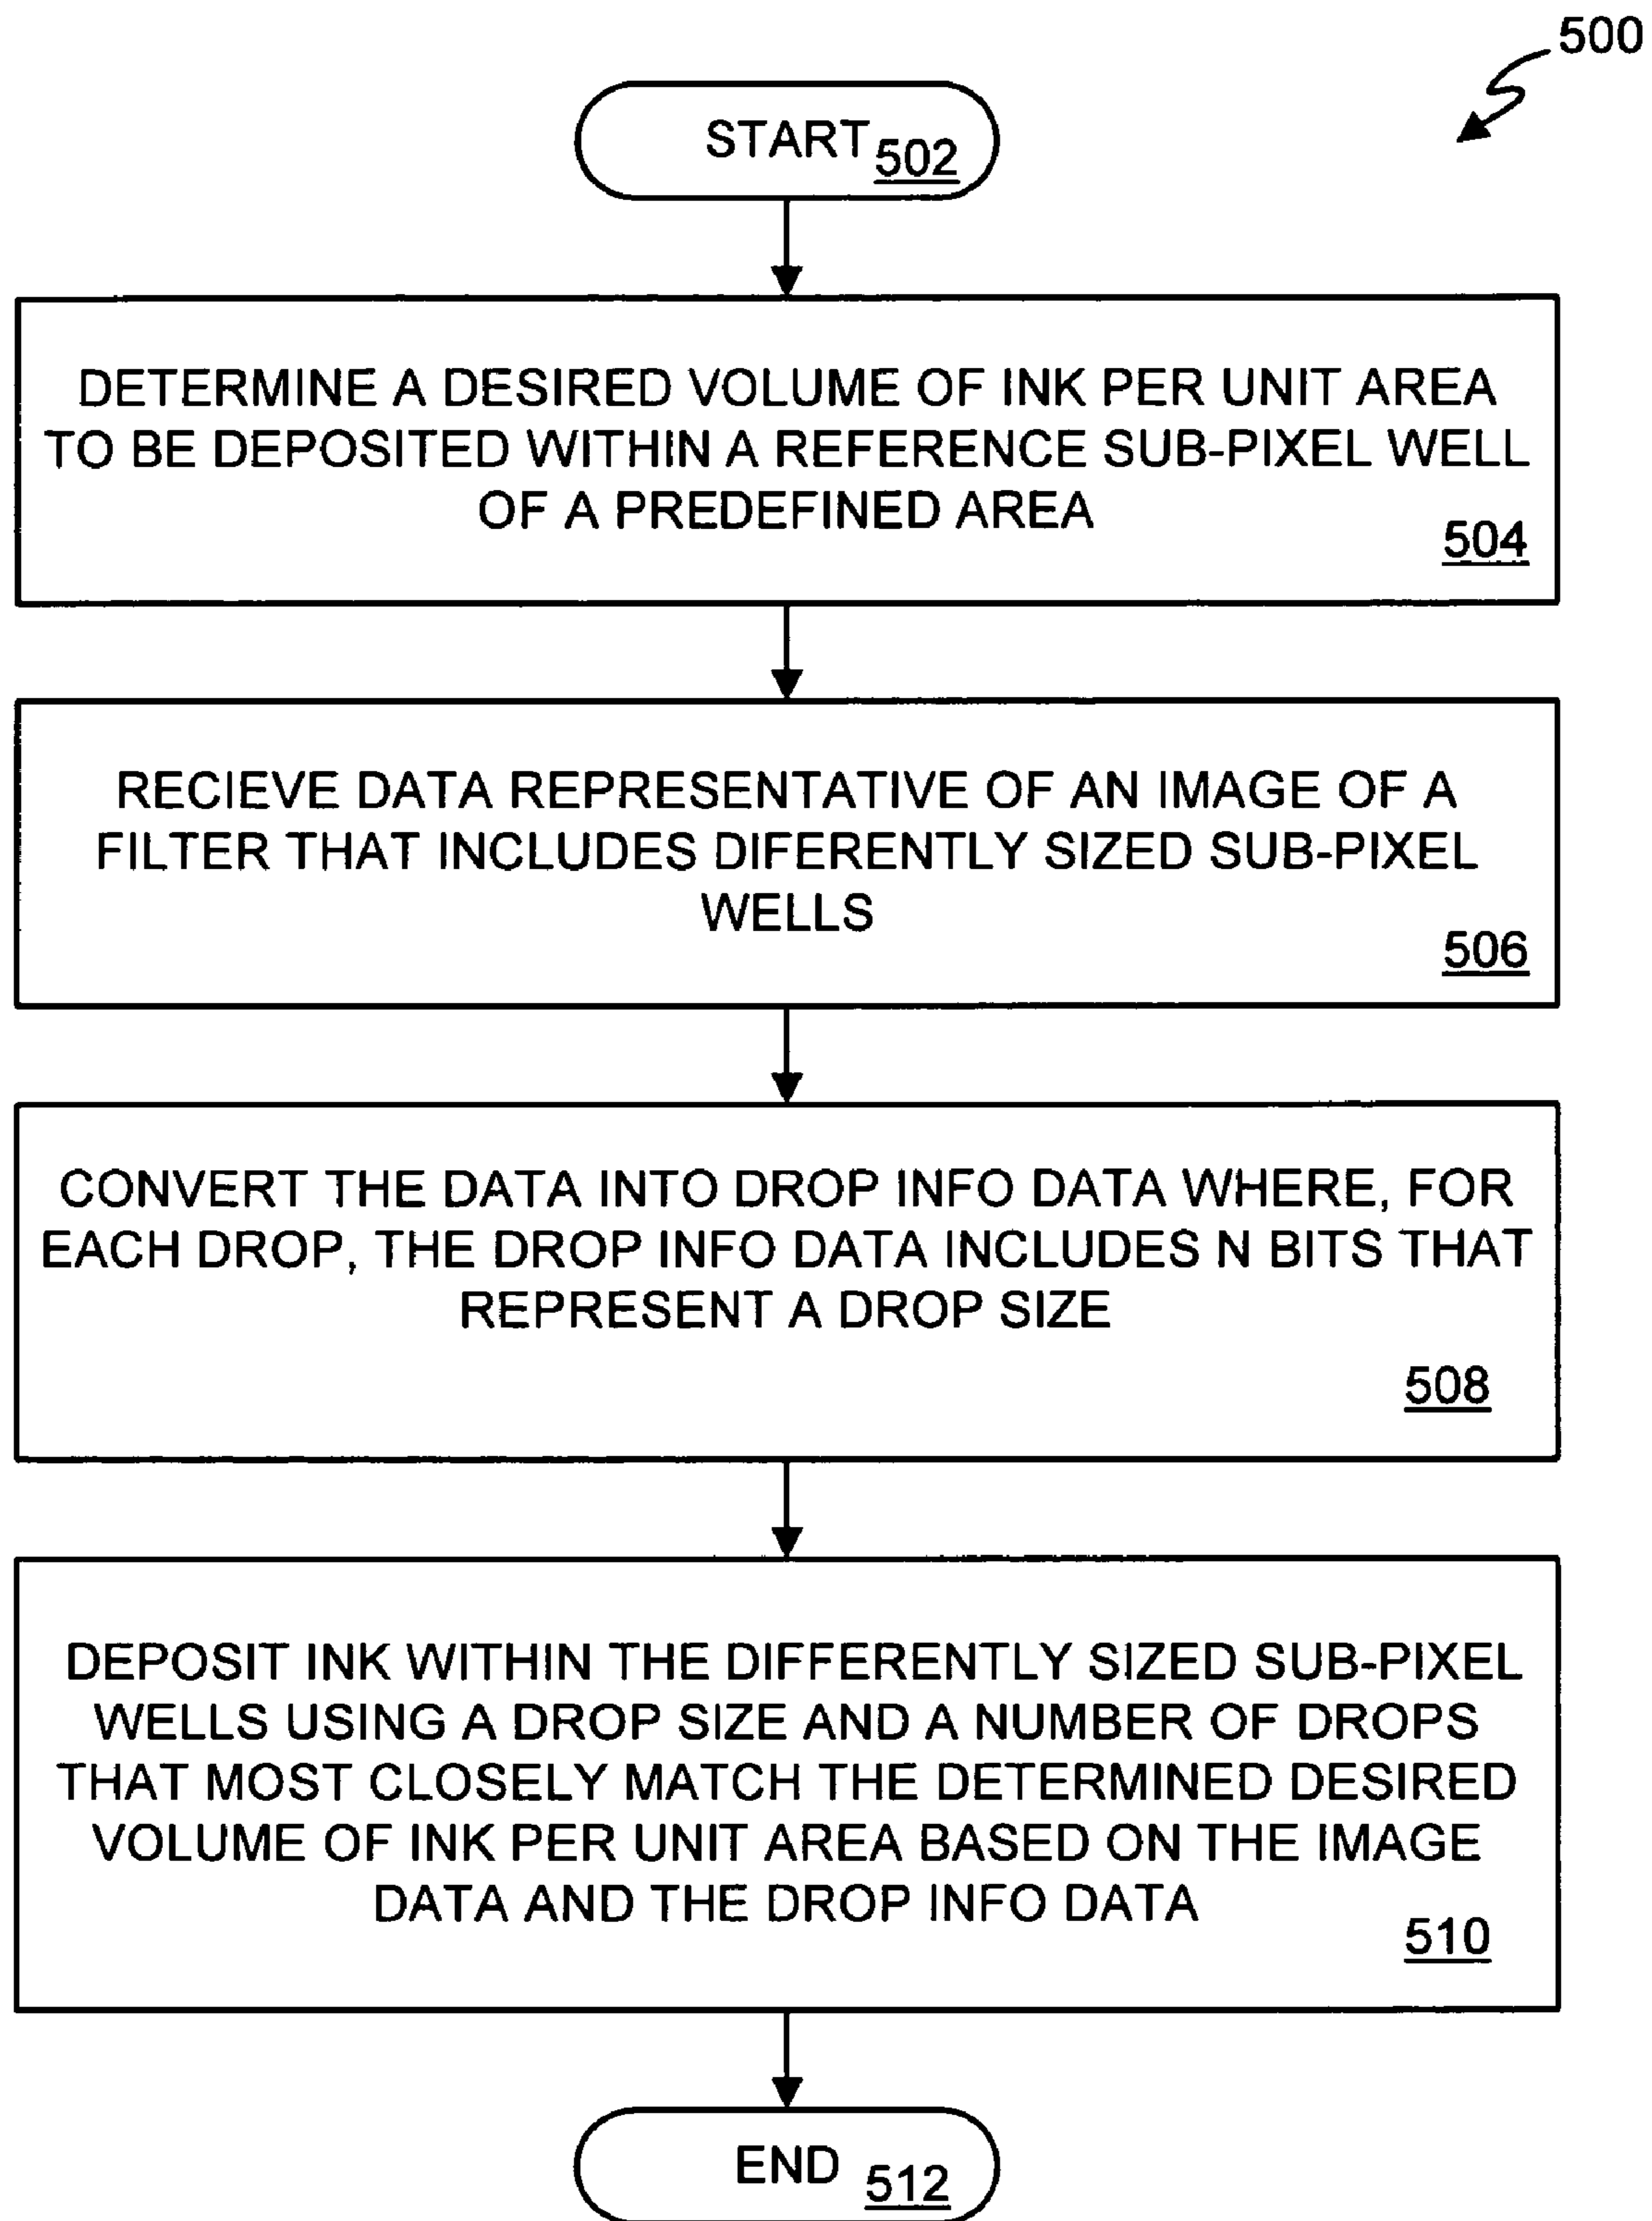 500
START 502
DETERMINE A DESIRED VOLUME OF INK PER UNIT AREA
TO BE DEPOSITED WITHIN A REFERENCE SUB-PIXEL WELL
OF A PREDEFINED AREA
504
RECIEVE DATA REPRESENTATIVE OF AN IMAGE OF A
FILTER THAT INCLUDES DIFERENTLY SIZED SUB-PIXEL
WELLS
506
CONVERT THE DATA INTO DROP INFO DATA WHERE, FOR
EACH DROP, THE DROP INFO DATA INCLUDES N BITS THAT
REPRESENT A DROP SIZE
508
DEPOSIT INK WITHIN THE DIFFERENTLY SIZED SUB-PIXEL
WELLS USING A DROP SIZE AND A NUMBER OF DROPS
THAT MOST CLOSELY MATCH THE DETERMINED DESIRED
VOLUME OF INK PER UNIT AREA BASED ON THE IMAGE
DATA AND THE DROP INFO DATA
510
END 512